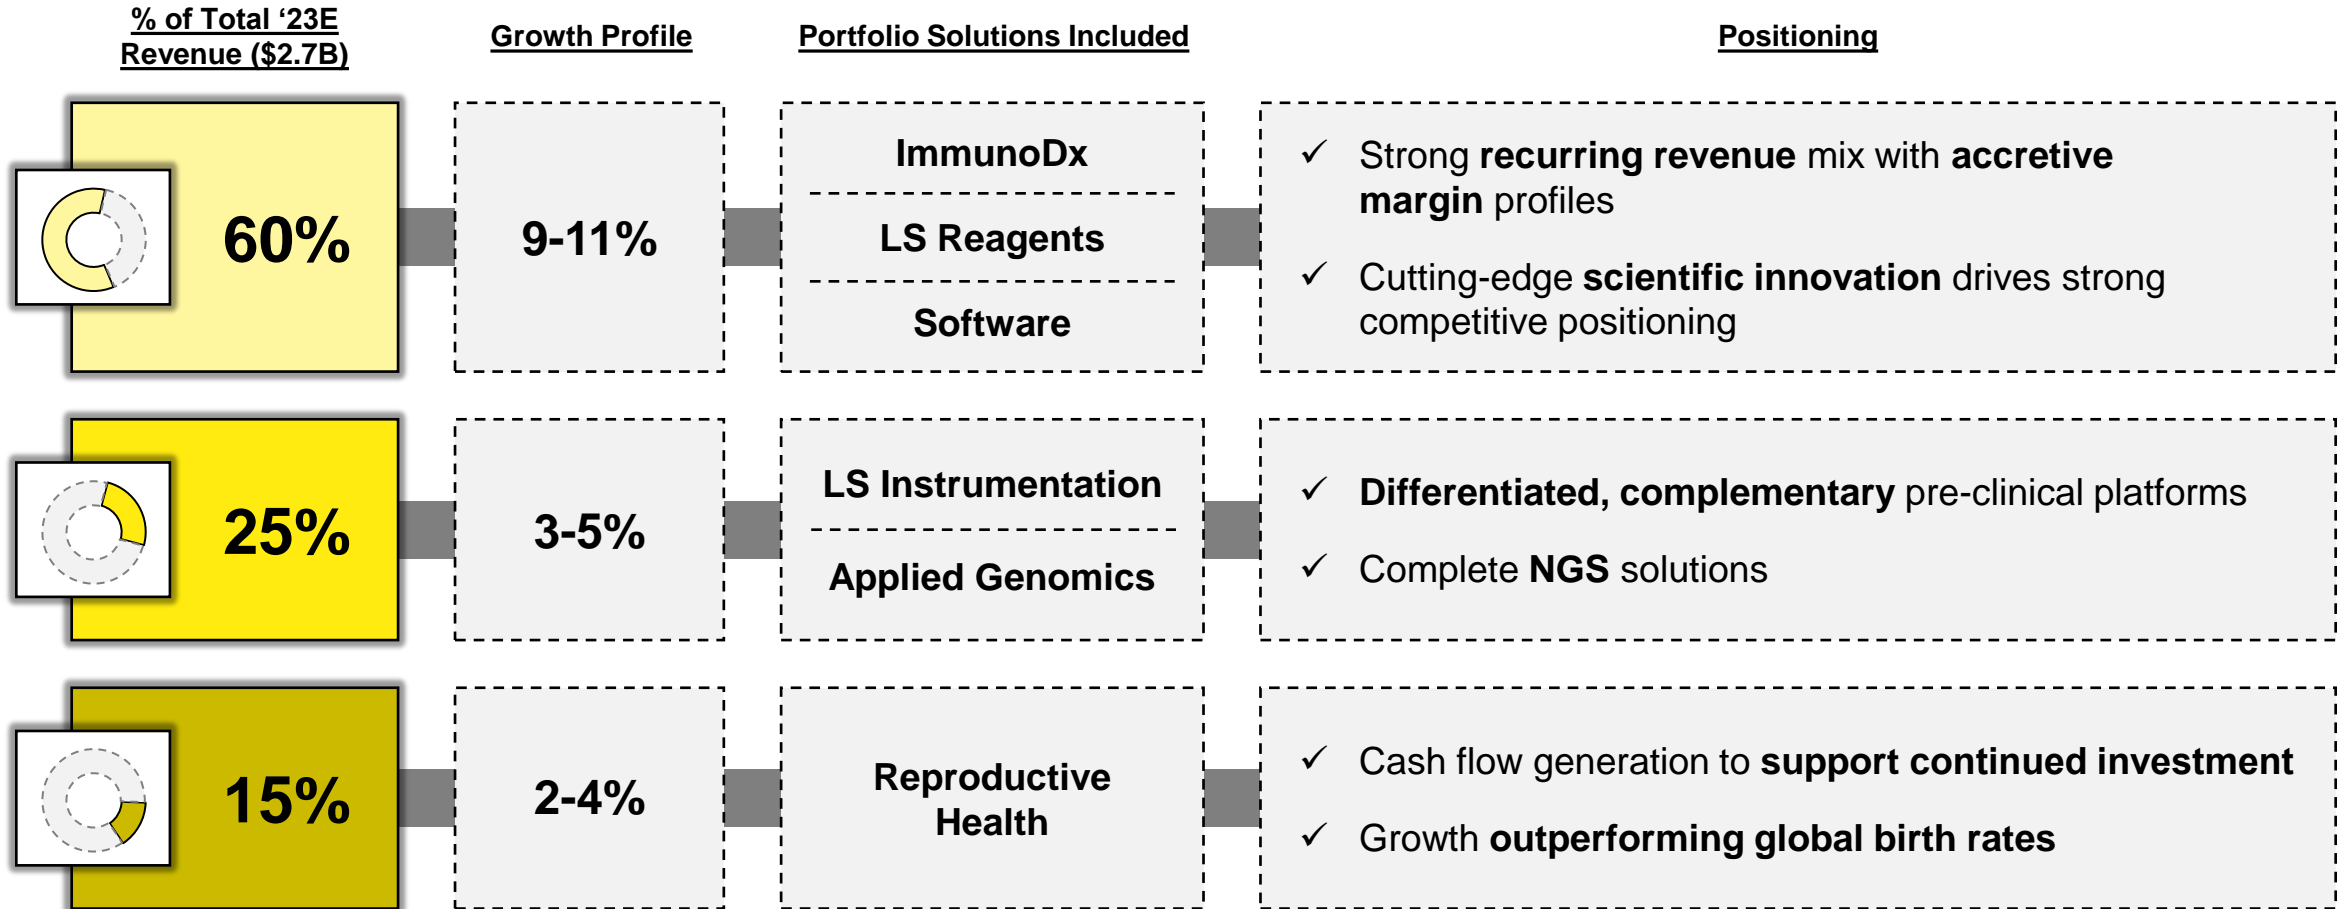 % of Total ‘23E
Revenue ($2.7B)
Growth Profile
Portfolio Solutions Included
Positioning
60%
9-11%
ImmunoDx
LS Reagents
Software
✓ Strong recurring revenue mix with accretive
margin profiles
✓ Cutting-edge scientific innovation drives strong
competitive positioning
25%
3-5%
LS Instrumentation
Applied Genomics
✓ Differentiated, complementary pre-clinical platforms
✓ Complete NGS solutions
15%
2-4%
Reproductive
Health
✓ Cash flow generation to support continued investment
✓ Growth outperforming global birth rates